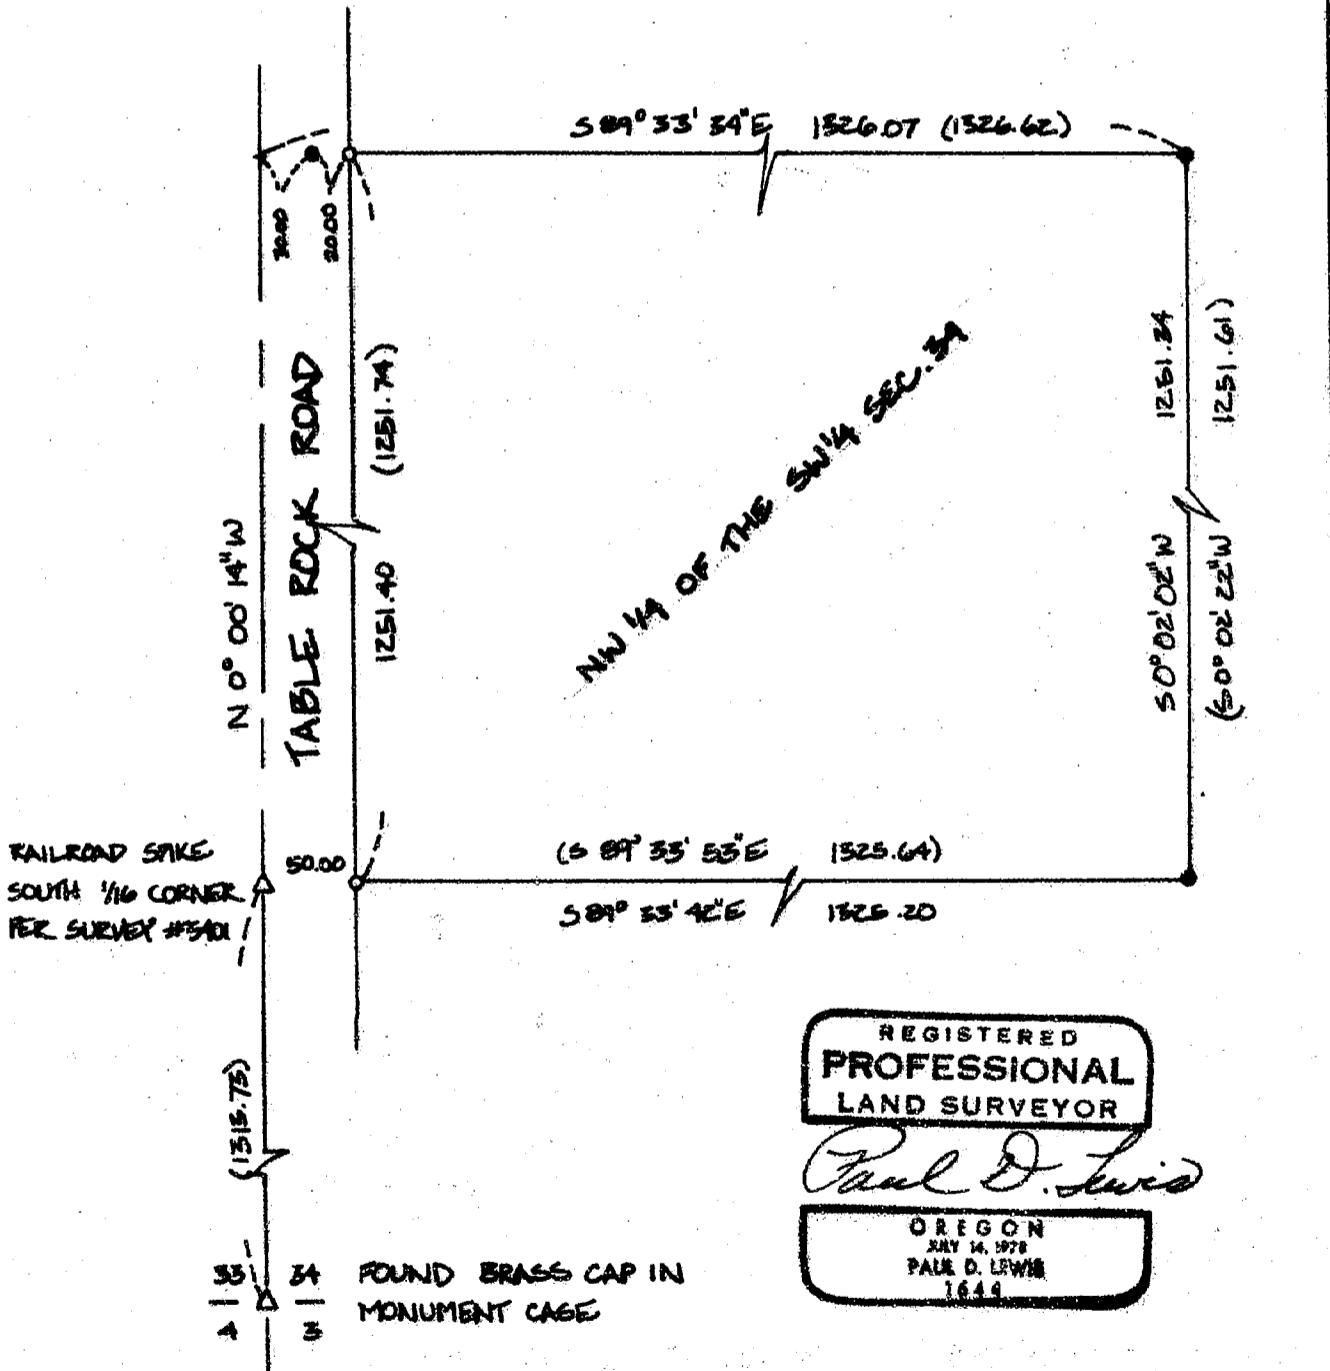 S 89° 33' 34" E 1326.07 (1326.62)
30.00
20.00
TABLE ROCK ROAD
N 0° 00' 14" W
(1251.74)
1251.40
NW 1/4 OF THE SW 1/4 SEC. 34
1251.34
(1251.61)
S 0° 02' 02" W
(S 0° 02' 22" W
RAILROAD SPIKE
SOUTH 1/16 CORNER
PER SURVEY #5401
50.00
(S 89° 33' 53" E 1325.64)
S 89° 33' 42" E 1325.20
(1313.73)
REGISTERED
PROFESSIONAL
LAND SURVEYOR
Paul D. Lewis
OREGON
JULY 14, 1978
PAUL D. LEWIS
1644
33 34
4 3
FOUND BRASS CAP IN
MONUMENT CASE